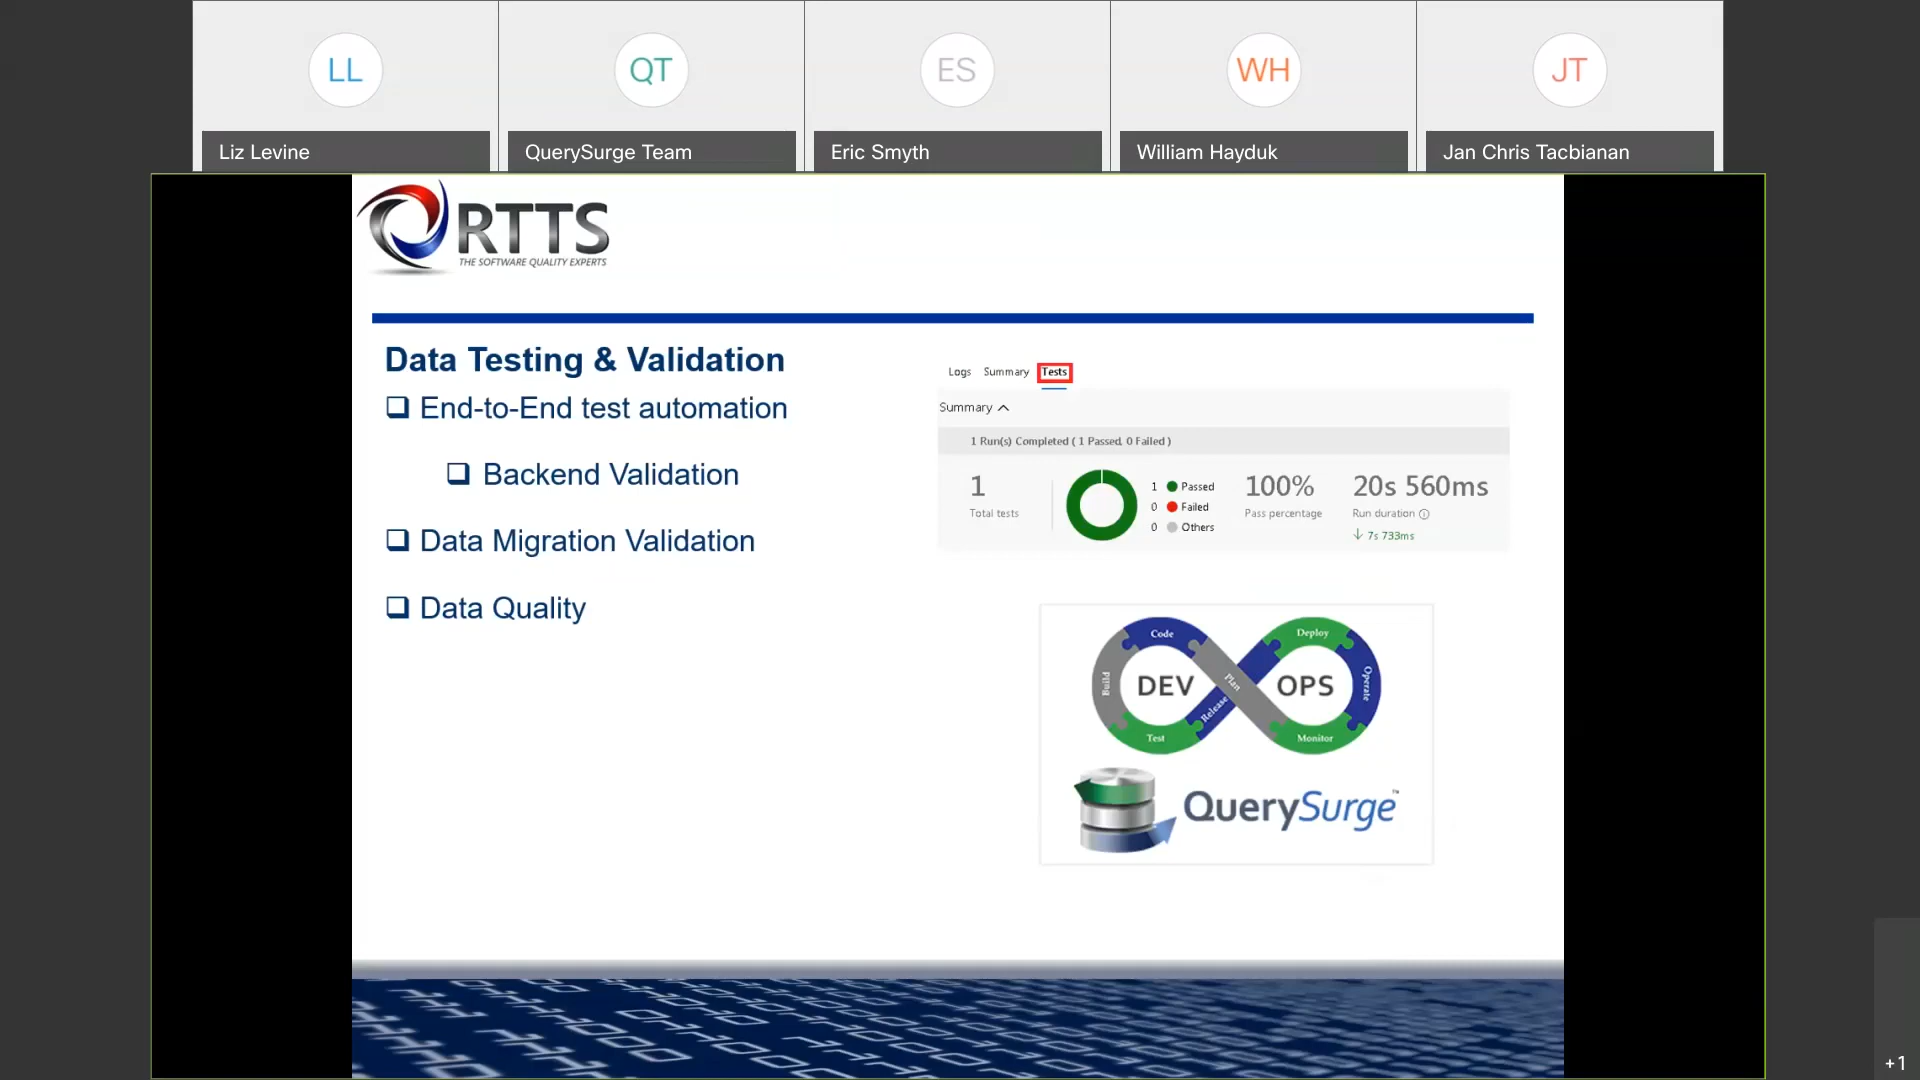 LL
QT
ES
WH
JT
Liz Levine
QuerySurge Team
Eric Smyth
William Hayduk
Jan Chris Tacbianan
RTTS
THE SOFTWARE QUALITY EXPERTS
Data Testing & Validation
End-to-End test automation
Backend Validation
Data Migration Validation
Data Quality
Logs Summary Tests
Summary
1 Run(s) Completed ( 1 Passed, 0 Failed )
1
Total tests
1 Passed
0 Failed
0 Others
100%
Pass percentage
20s 560ms
Run duration
7s 733ms
Code
Build
DEV
Test
Release
Plan
Deploy
OPS
Operate
Monitor
QuerySurge™
+1